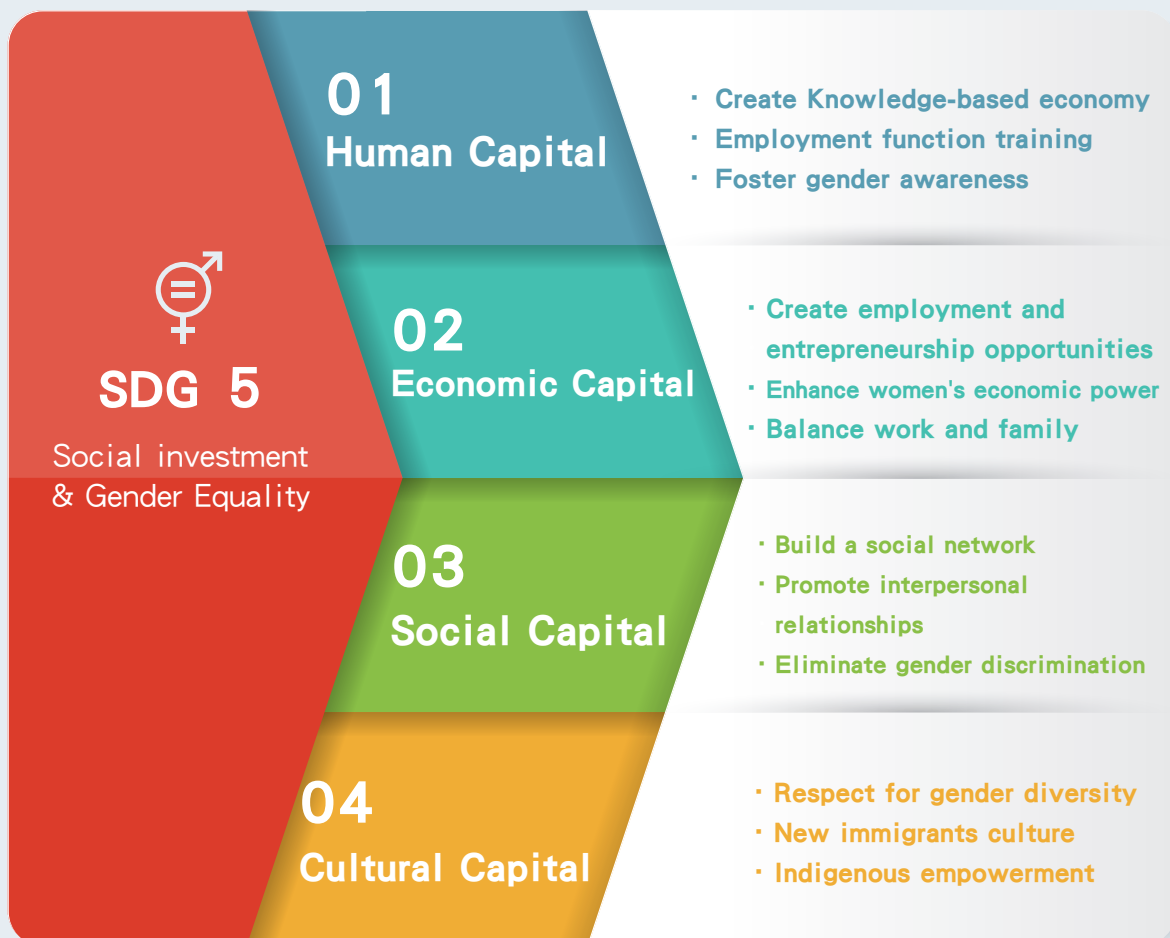 SDG 5
Social investment
& Gender Equality
01
Human Capital
· Create Knowledge-based economy
· Employment function training
· Foster gender awareness
02
Economic Capital
· Create employment and
entrepreneurship opportunities
· Enhance women's economic power
· Balance work and family
03
Social Capital
· Build a social network
· Promote interpersonal
relationships
· Eliminate gender discrimination
04
Cultural Capital
· Respect for gender diversity
· New immigrants culture
· Indigenous empowerment